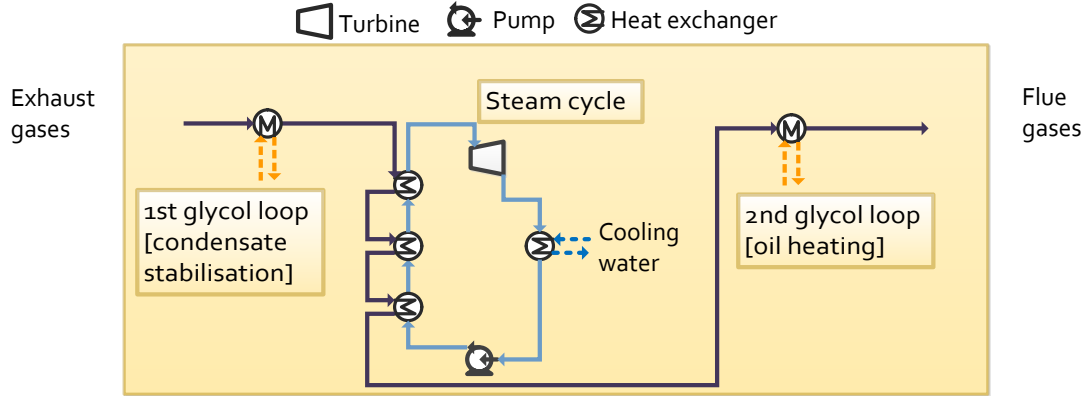 Turbine
Pump
Heat exchanger
Exhaust
gases
Steam cycle
Flue
gases
1st glycol loop
[condensate
stabilisation]
Cooling
water
2nd glycol loop
[oil heating]